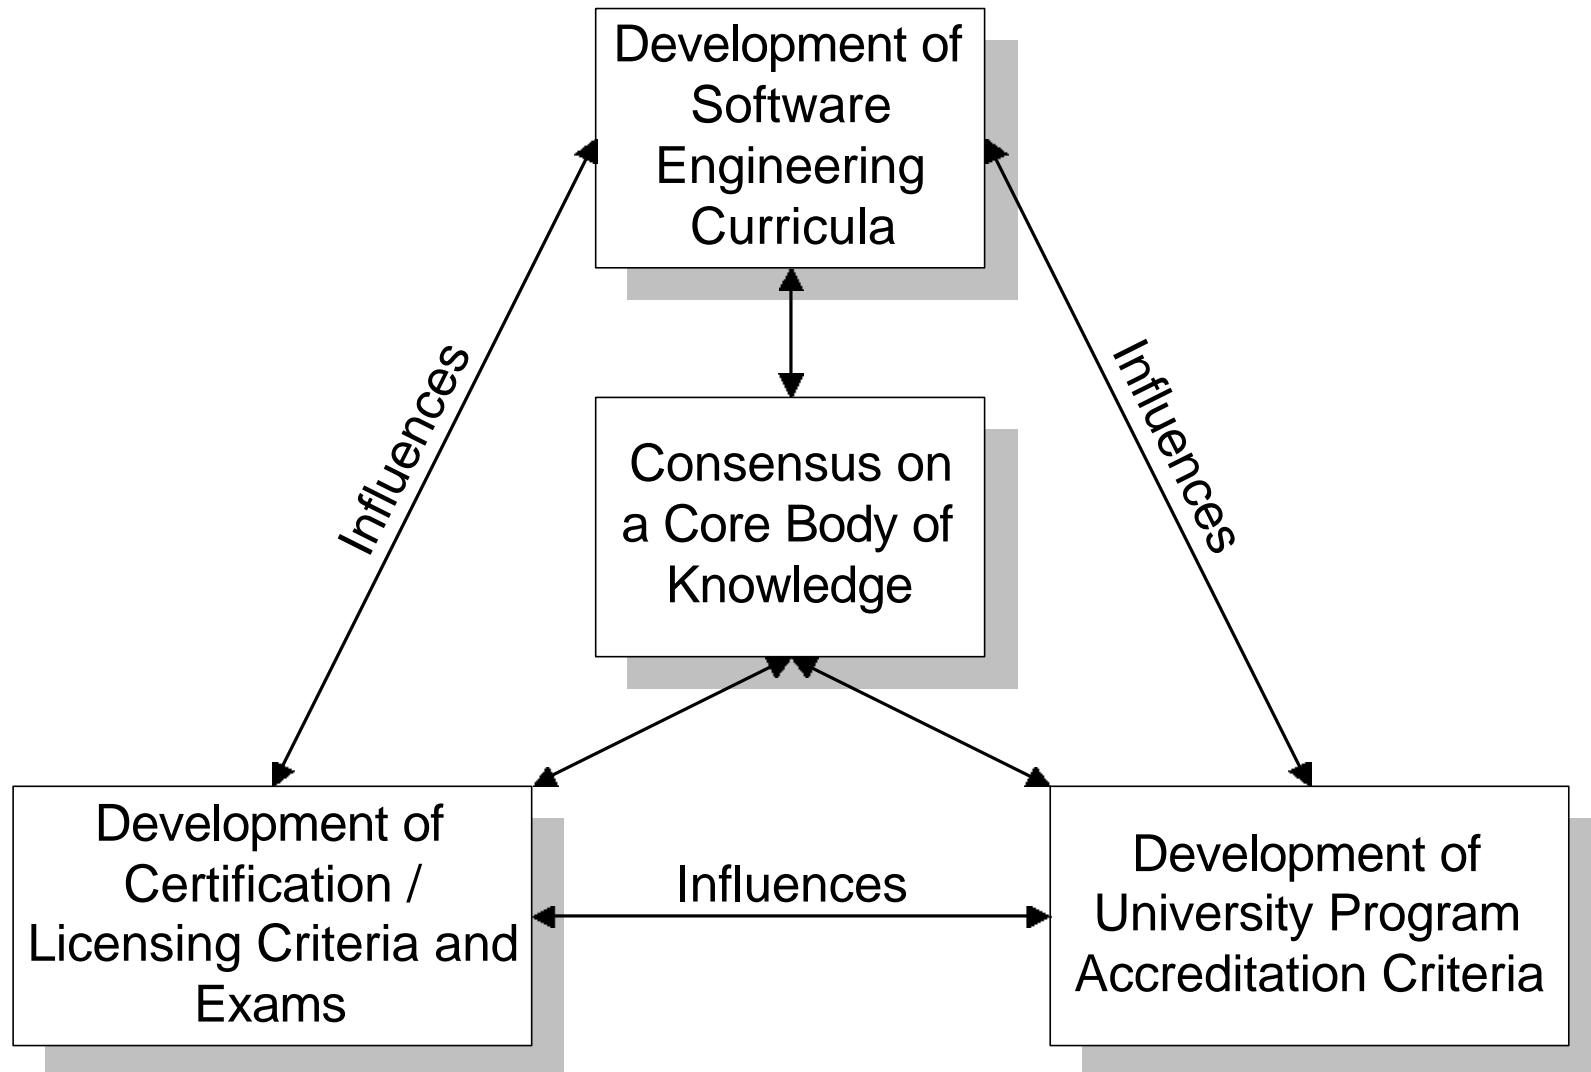 Development of
Software
Engineering
Curricula
Influences
Influences
Consensus on
a Core Body of
Knowledge
Development of
Certification /
Licensing Criteria and
Exams
Influences
Development of
University Program
Accreditation Criteria